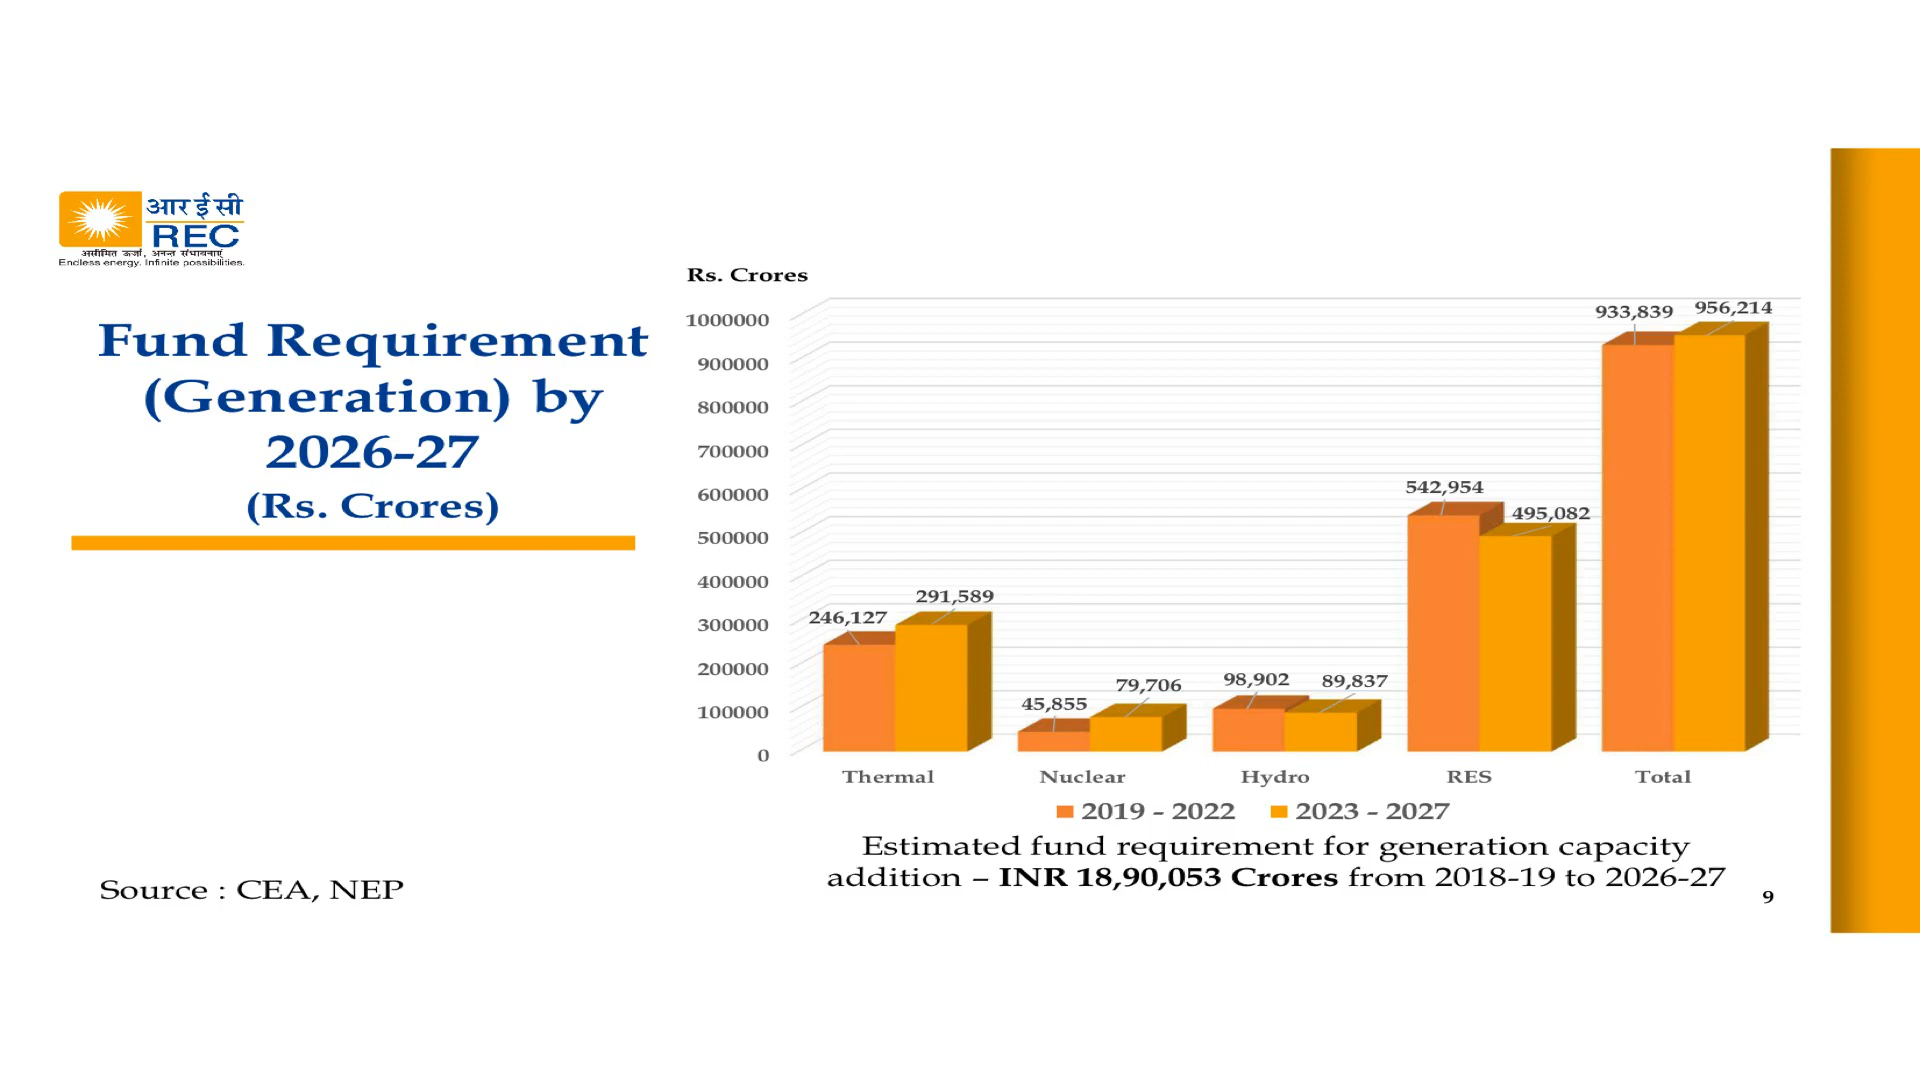 आर ई सी
REC
असीमित ऊर्जा, अनन्त संभावनाएं
Endless energy. Infinite possibilities.
Fund Requirement
(Generation) by
2026-27
(Rs. Crores)
Source : CEA, NEP
Rs. Crores
1000000
900000
800000
700000
600000
500000
400000
300000
200000
100000
0
246,127
291,589
45,855
79,706
98,902
89,837
542,954
495,082
933,839
956,214
Thermal
Nuclear
Hydro
RES
Total
2019 - 2022
2023 - 2027
Estimated fund requirement for generation capacity
addition – INR 18,90,053 Crores from 2018-19 to 2026-27
9